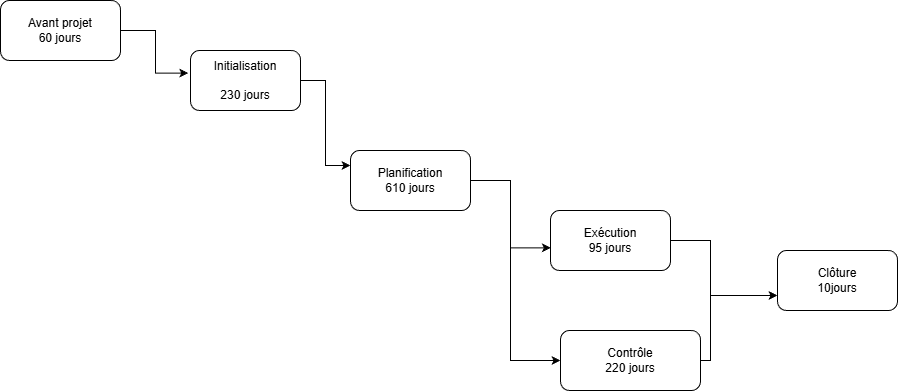 Avant projet
60 jours
Initialisation
230 jours
Planification
610 jours
Exécution
95 jours
Clôture
10jours
Contrôle
220 jours